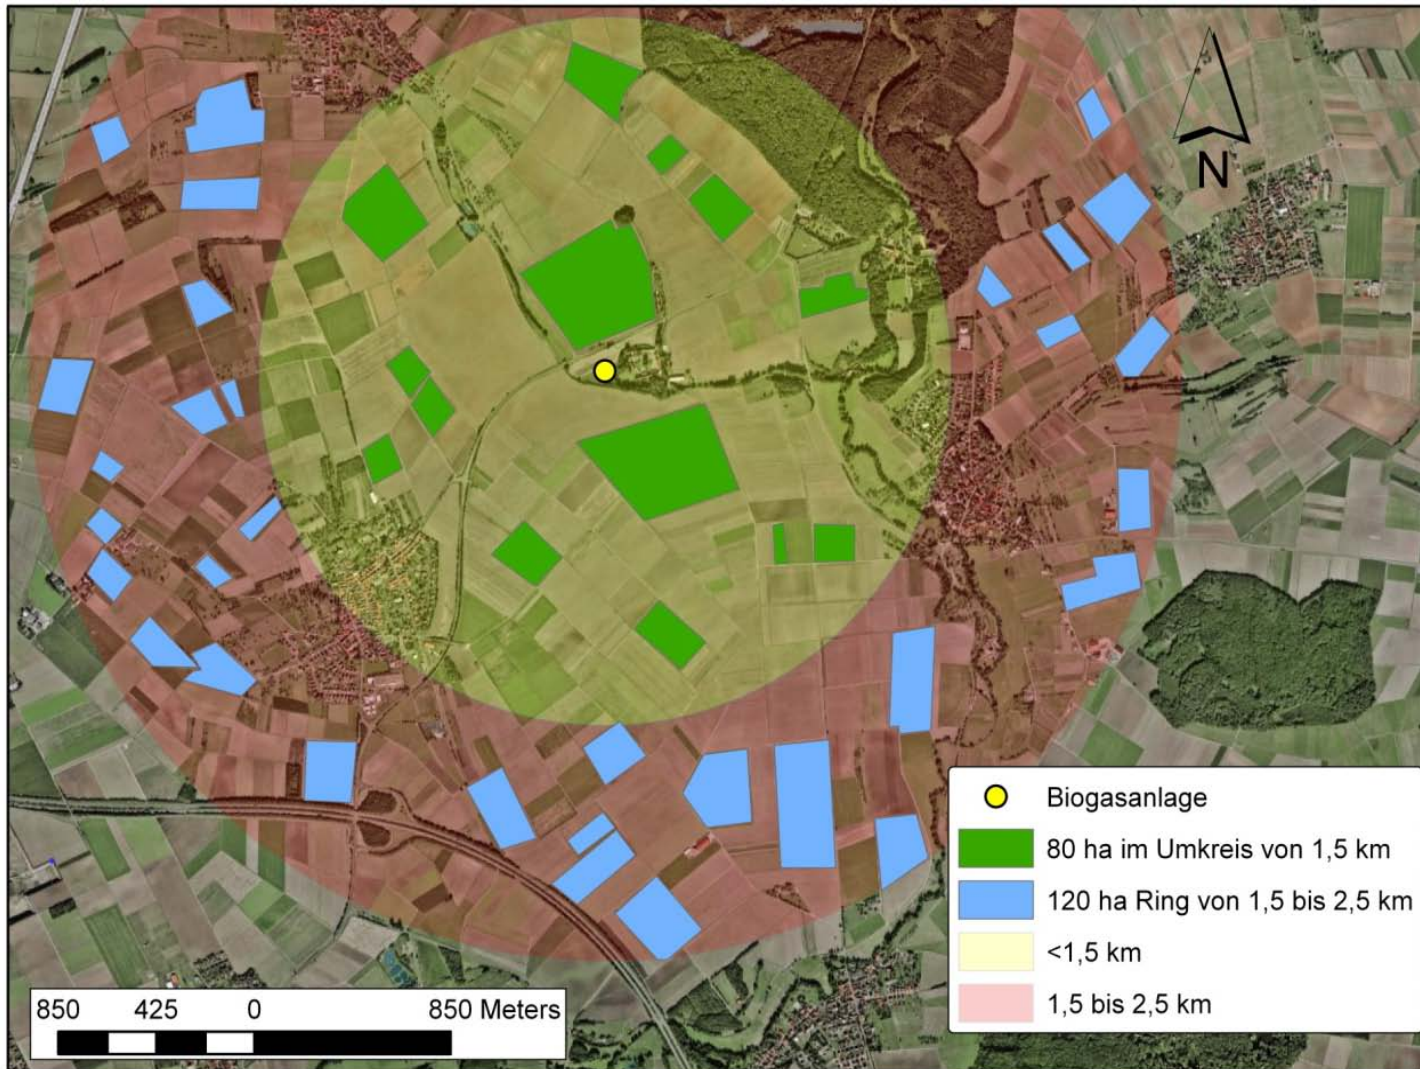 N
Biogasanlage
80 ha im Umkreis von 1,5 km
120 ha Ring von 1,5 bis 2,5 km
<1,5 km
1,5 bis 2,5 km
850 425 0 850 Meters